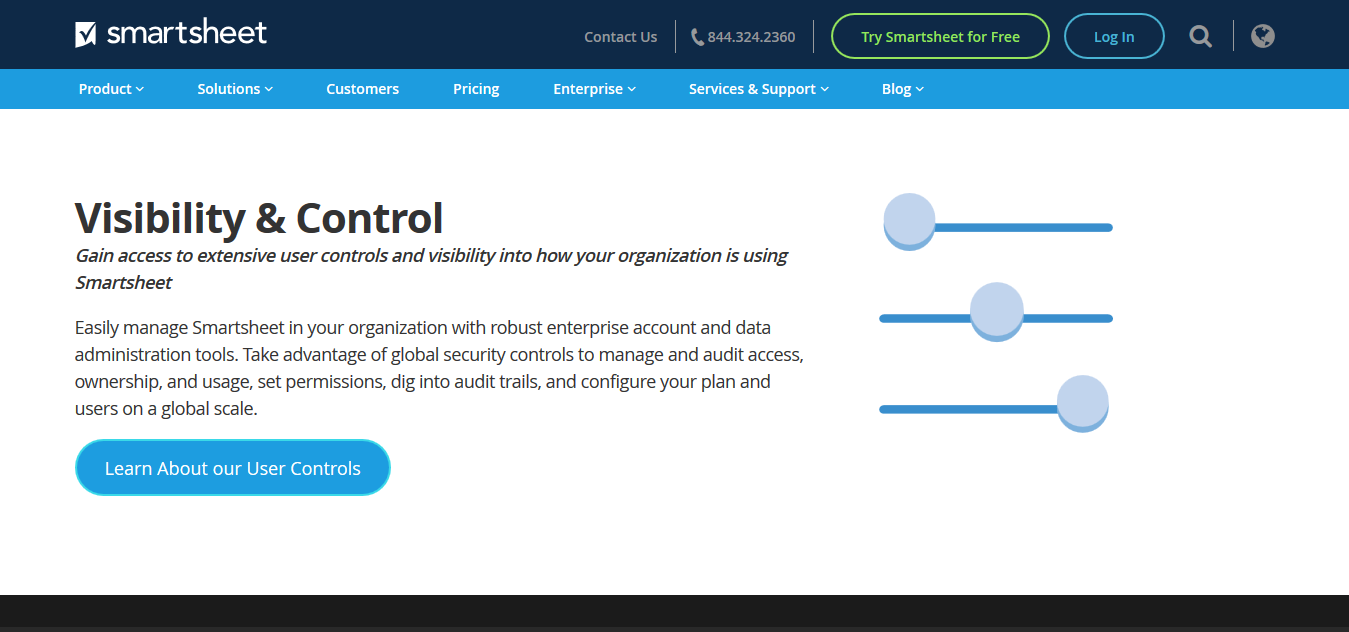 smartsheet
Contact Us
844.324.2360
Try Smartsheet for Free
Log In
Product
Solutions
Customers
Pricing
Enterprise
Services & Support
Blog
Visibility & Control
Gain access to extensive user controls and visibility into how your organization is using
Smartsheet
Easily manage Smartsheet in your organization with robust enterprise account and data
administration tools. Take advantage of global security controls to manage and audit access,
ownership, and usage, set permissions, dig into audit trails, and configure your plan and
users on a global scale.
Learn About our User Controls